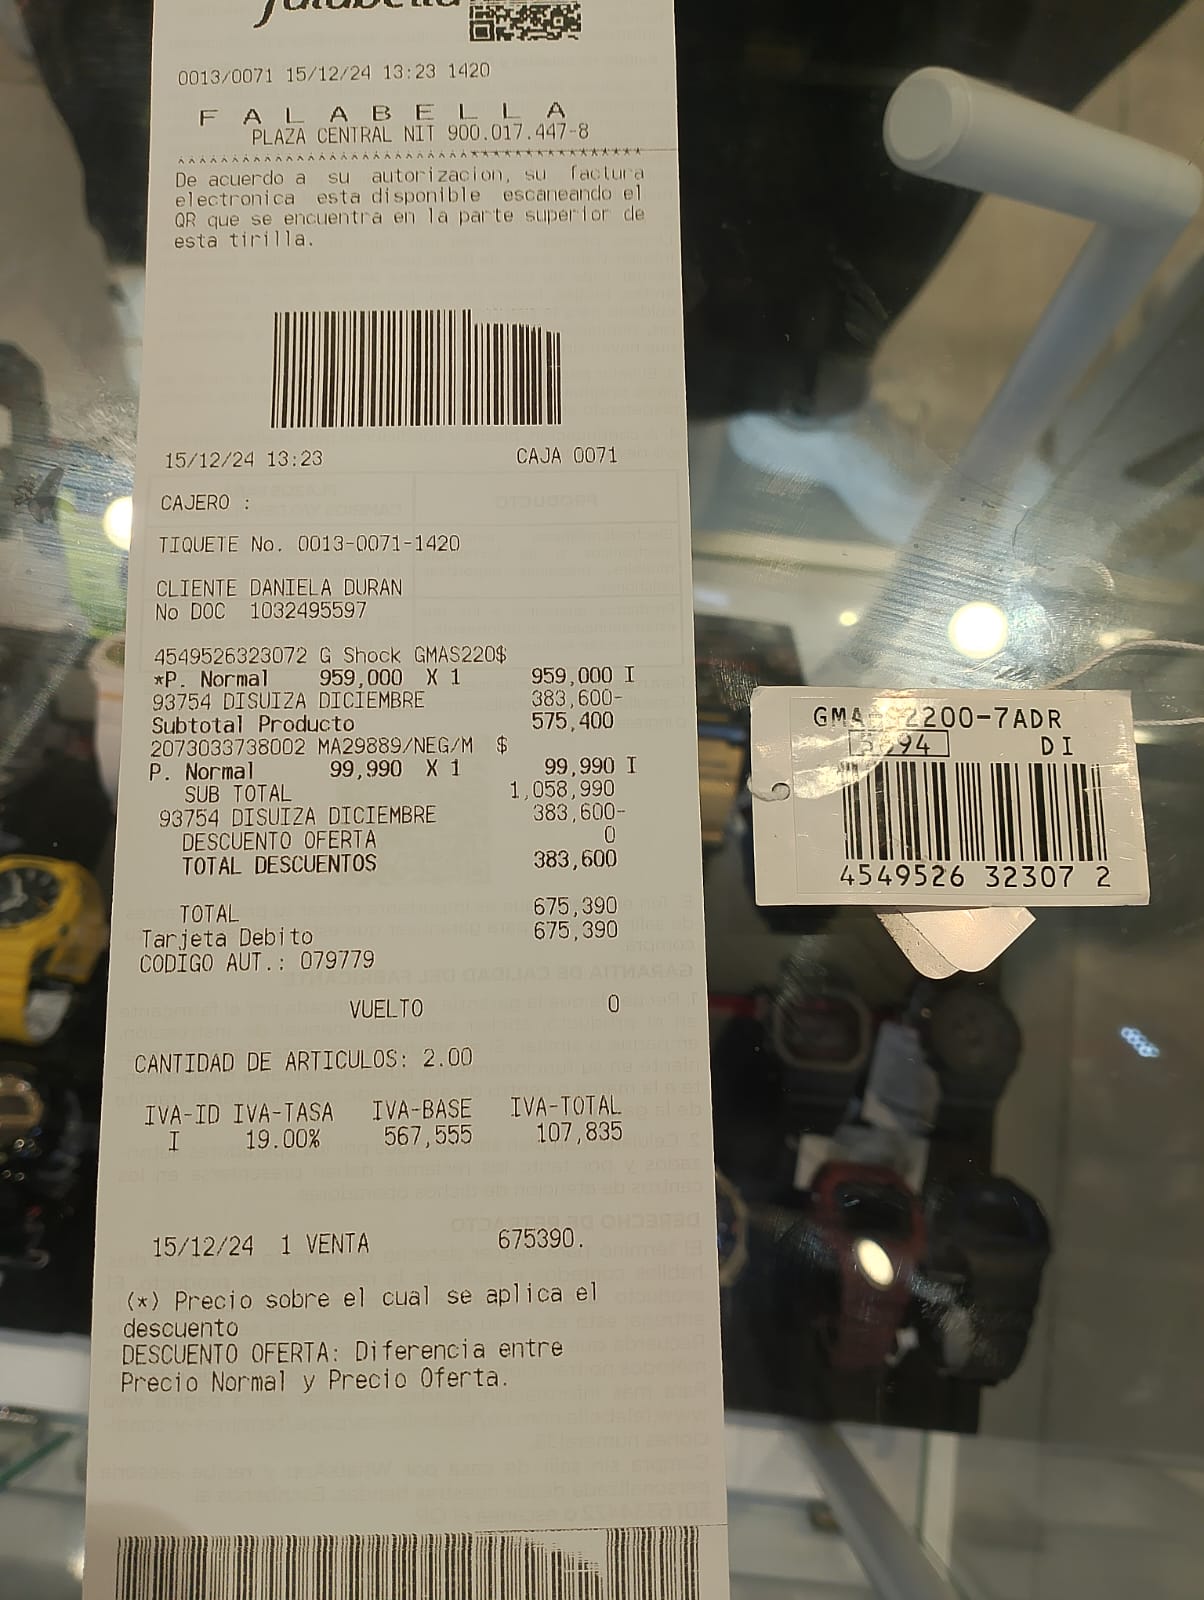 falabella
0013/0071 15/12/24 13:23 1420
F A L A B E L L A
PLAZA CENTRAL NIT 900.017.447-8
De acuerdo a su autorizacion, su factura
electronica esta disponible escaneando el
QR que se encuentra en la parte superior de
esta tirilla.
15/12/24 13:23 CAJA 0071
CAJERO :
TIQUETE No. 0013-0071-1420
CLIENTE DANIELA DURAN
No DOC 1032495597
4549526323072 G Shock GMAS220$
*P. Normal 959,000 X 1 959,000 I
93754 DISUIZA DICIEMBRE 383,600-
Subtotal Producto 575,400
2073033738002 MA29889/NEG/M $
P. Normal 99,990 X 1 99,990 I
SUB TOTAL 1,058,990
93754 DISUIZA DICIEMBRE 383,600-
DESCUENTO OFERTA 0
TOTAL DESCUENTOS 383,600
TOTAL 675,390
Tarjeta Debito 675,390
CODIGO AUT.: 079779
VUELTO 0
CANTIDAD DE ARTICULOS: 2.00
IVA-ID IVA-TASA IVA-BASE IVA-TOTAL
I 19.00% 567,555 107,835
15/12/24 1 VENTA 675390.
(*) Precio sobre el cual se aplica el
descuento
DESCUENTO OFERTA: Diferencia entre
Precio Normal y Precio Oferta.
GMA-S2200-7ADR
DI
4549526 32307 2